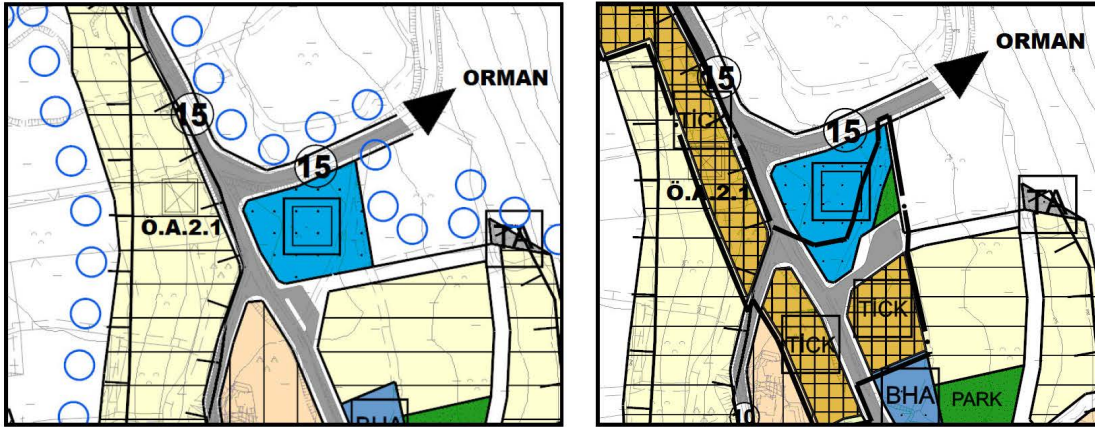 ORMAN
15
15
Ö.A.2.1
TA
BHA
ORMAN
15
15
TİCK
Ö.A.2.1
TA
TİCK
TİCK
BHA
PARK
10